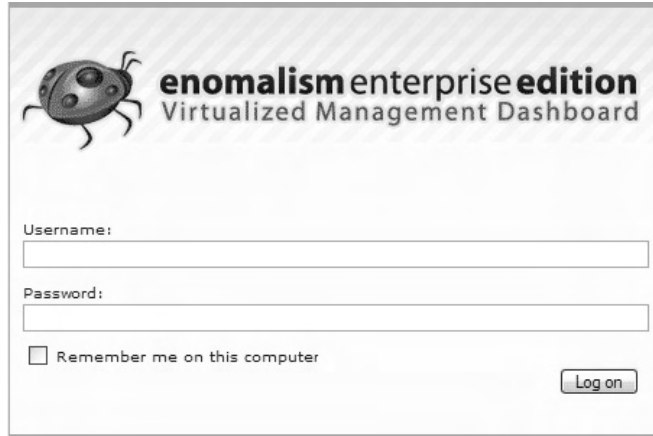 enomalism enterprise edition
Virtualized Management Dashboard
Username:
Password:
Remember me on this computer
Log on